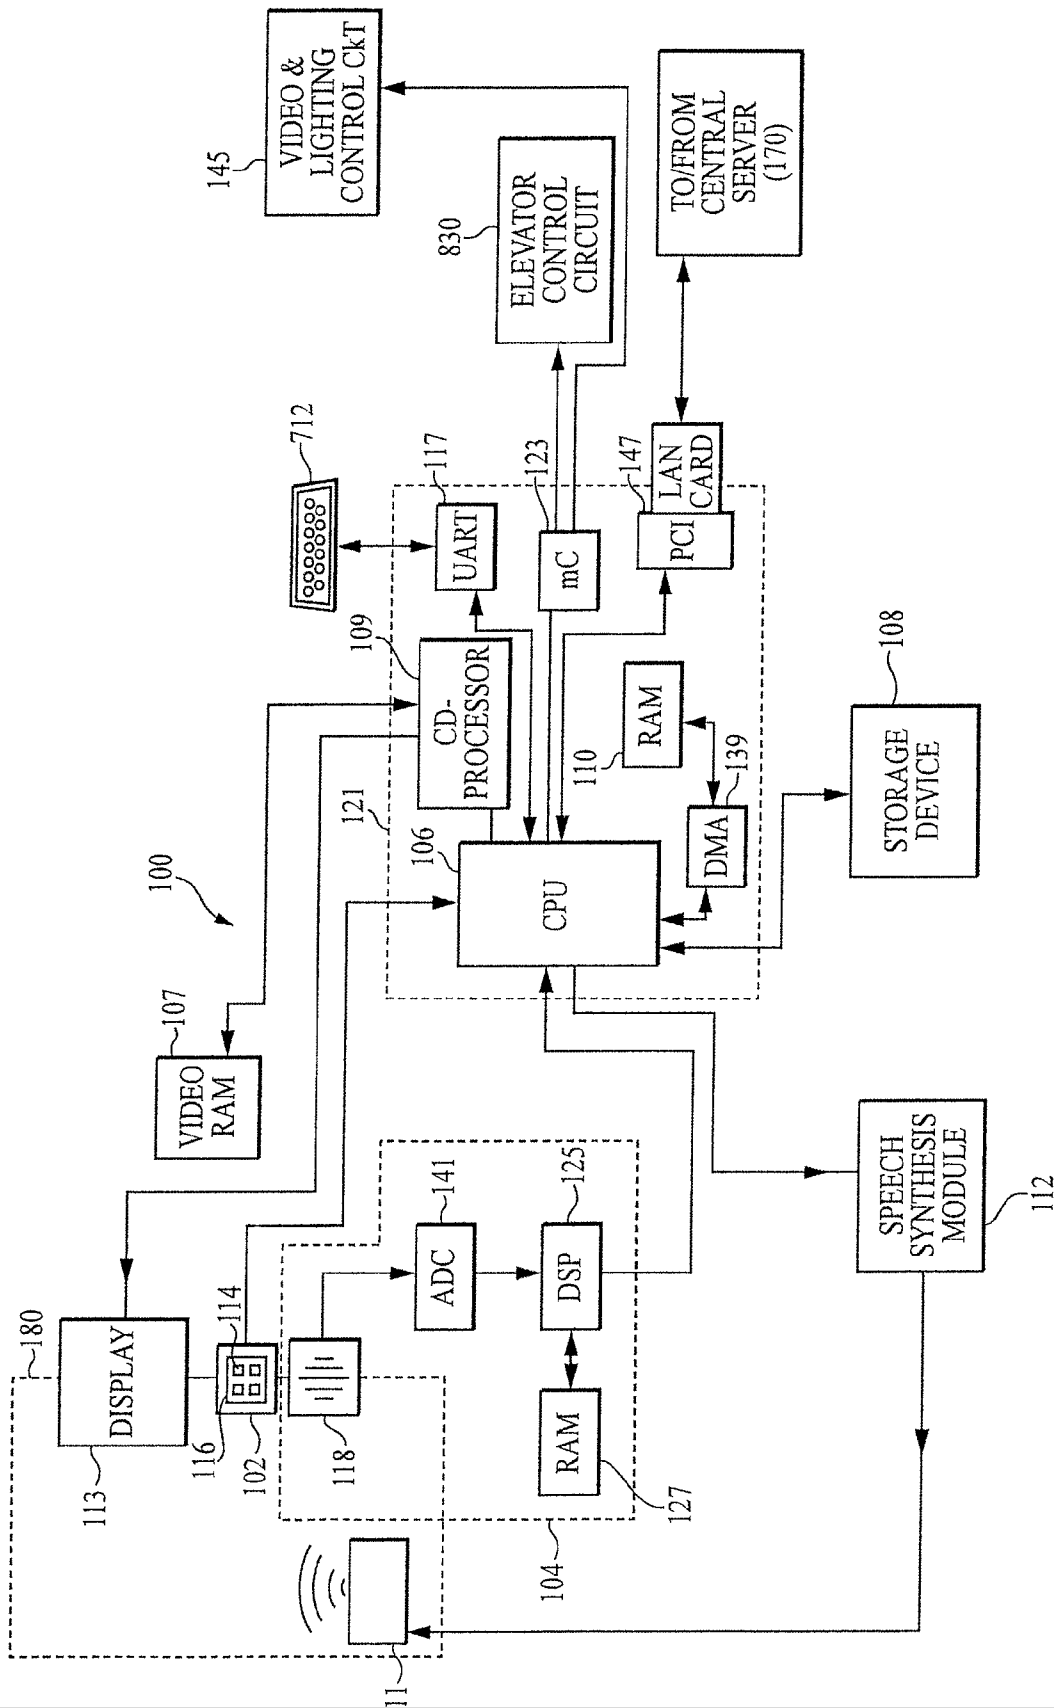 180
113
DISPLAY
116
114
102
118
11
104
ADC
141
DSP
125
RAM
127
100
VIDEO
RAM
107
121
106
CPU
CD-
PROCESSOR
109
UART
117
712
mC
123
PCI
147
LAN
CARD
RAM
110
DMA
139
STORAGE
DEVICE
108
SPEECH
SYNTHESIS
MODULE
112
145
VIDEO &
LIGHTING
CONTROL CkT
830
ELEVATOR
CONTROL
CIRCUIT
TO/FROM
CENTRAL
SERVER
(170)